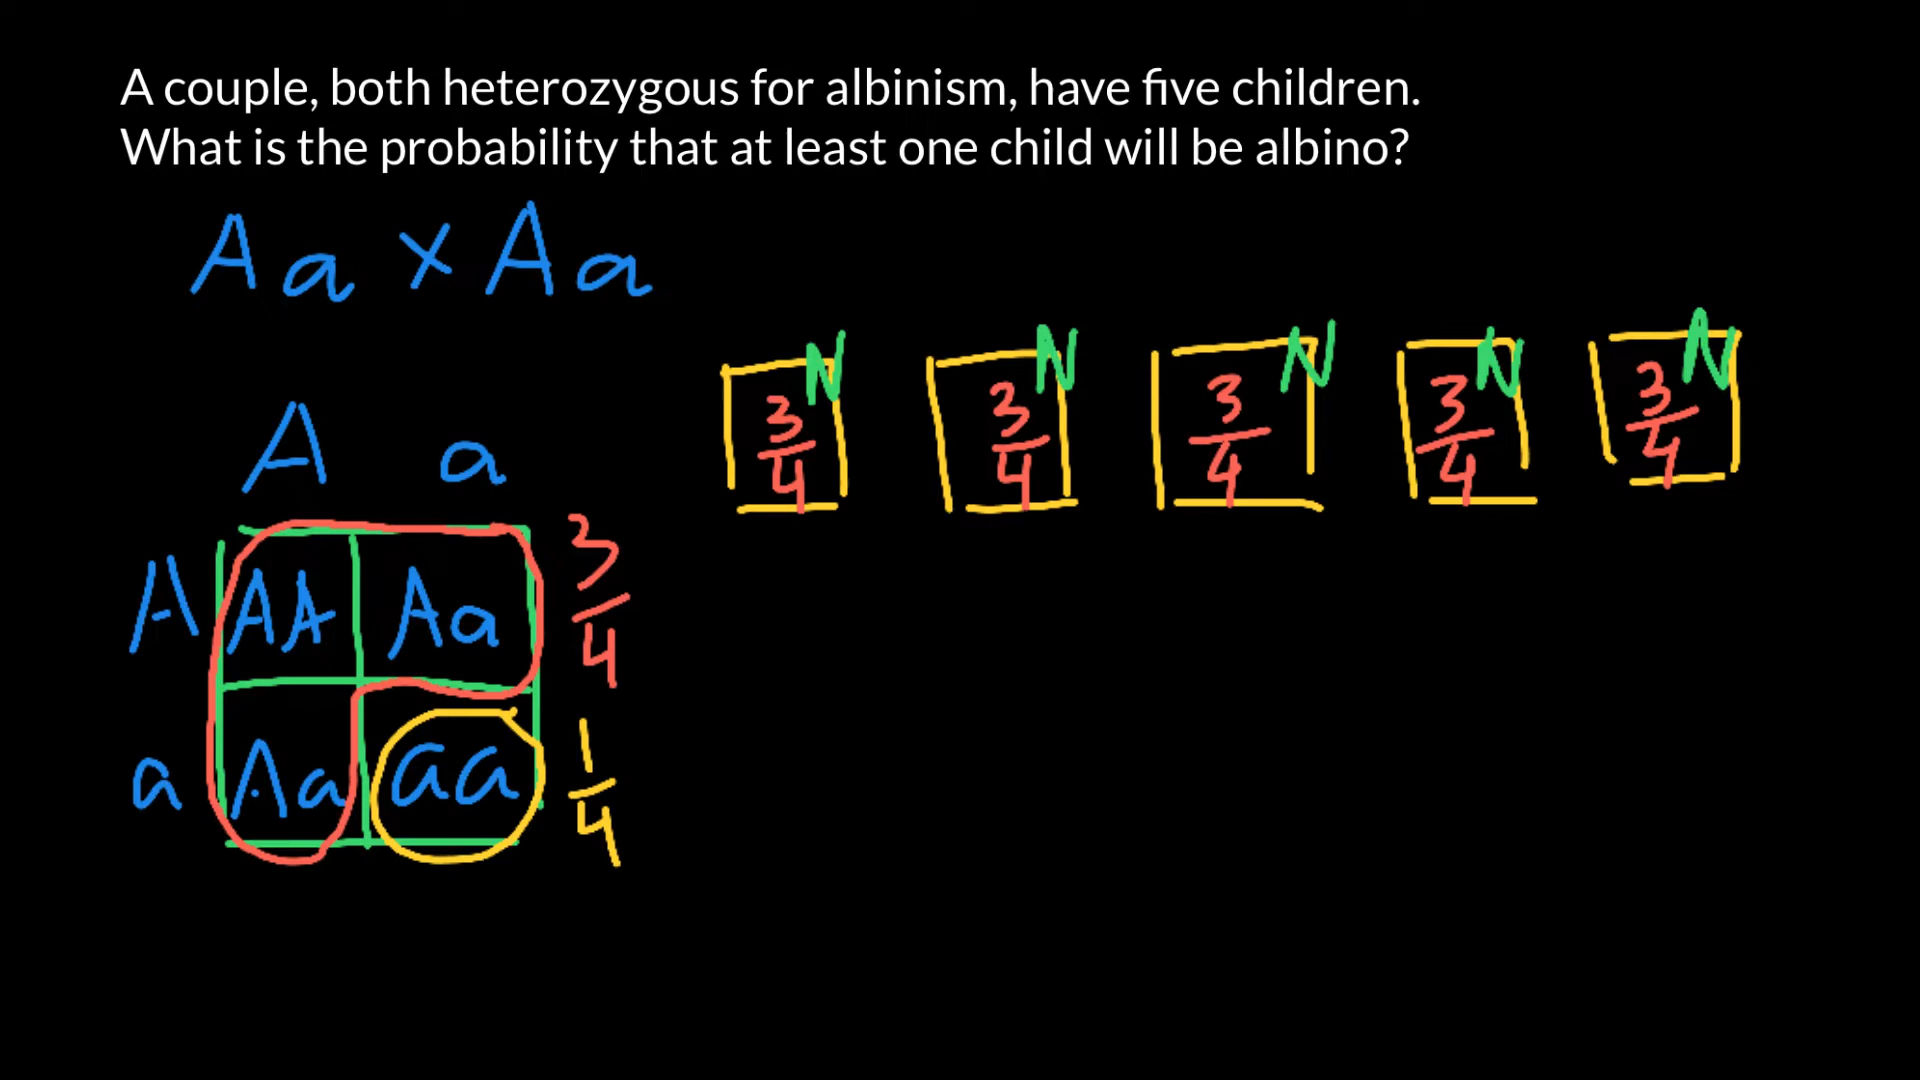 A couple, both heterozygous for albinism, have five children.
What is the probability that at least one child will be albino?
Aa x Aa
N N N N N
3/4 3/4 3/4 3/4 3/4
A a
A AA Aa 3/4
a Aa aa 1/4